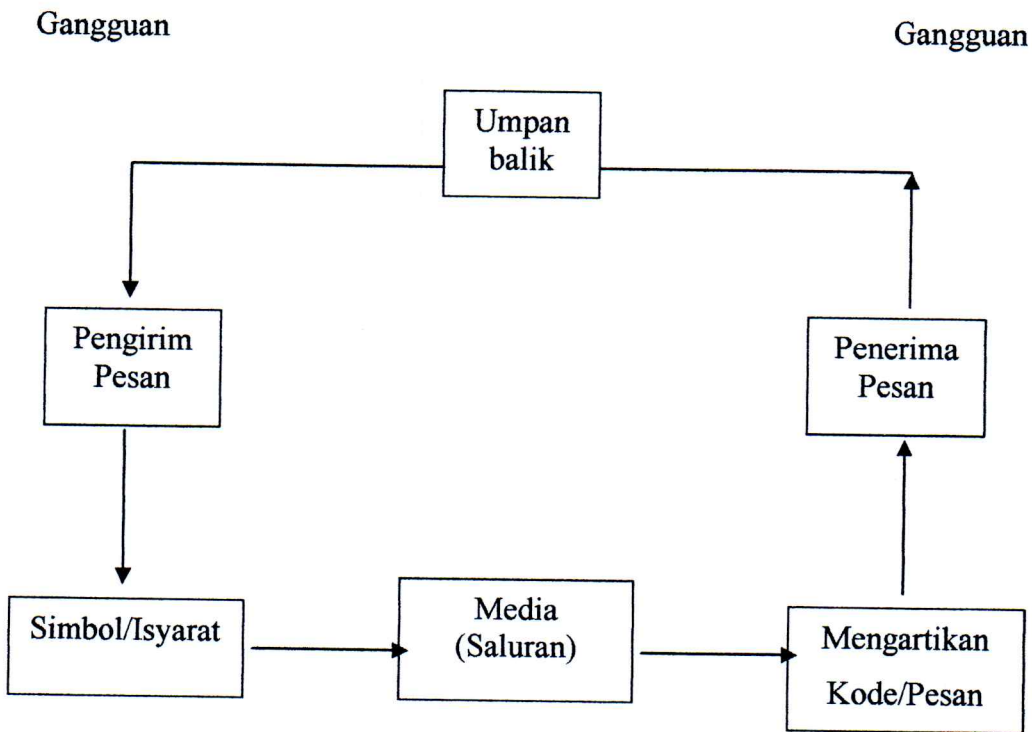 Gangguan
Gangguan
Umpan
balik
Pengirim
Pesan
Penerima
Pesan
Simbol/Isyarat
Media
(Saluran)
Mengartikan
Kode/Pesan